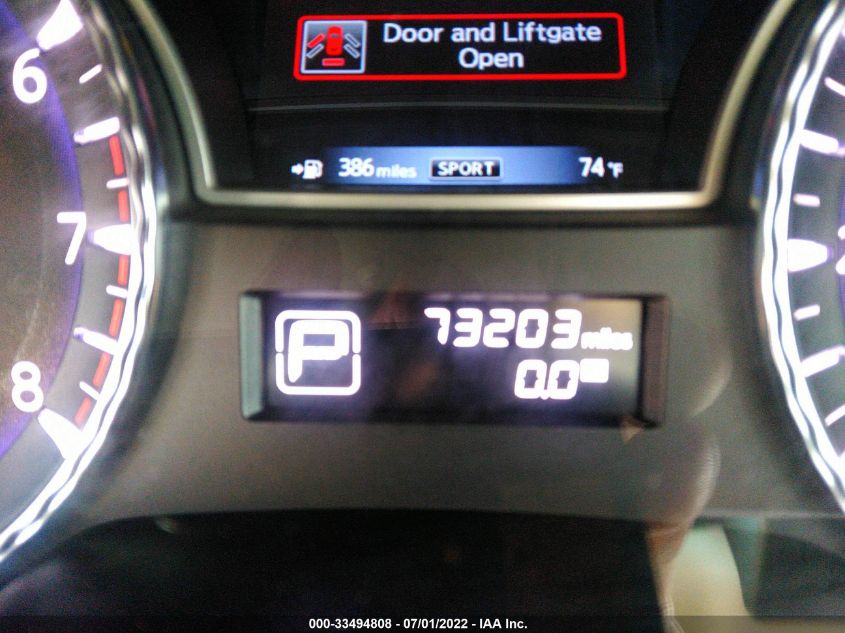 Door and Liftgate
Open
386 miles SPORT 74 °F
6
7
8
P
73203 miles
0.0
000-33494808 - 07/01/2022 - IAA Inc.